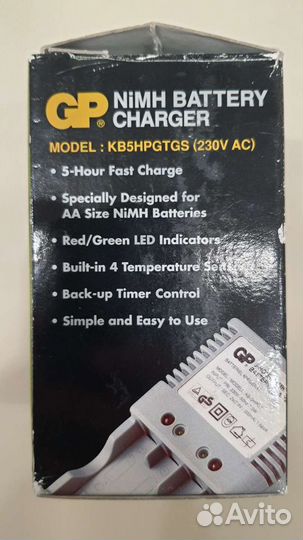 GP® NiMH BATTERY
CHARGER
MODEL : KB5HPGTGS (230V AC)
• 5-Hour Fast Charge
• Specially Designed for
AA Size NiMH Batteries
• Red/Green LED Indicators
• Built-in 4 Temperature
• Back-up Timer Control
• Simple and Easy to Use
GP
Avito